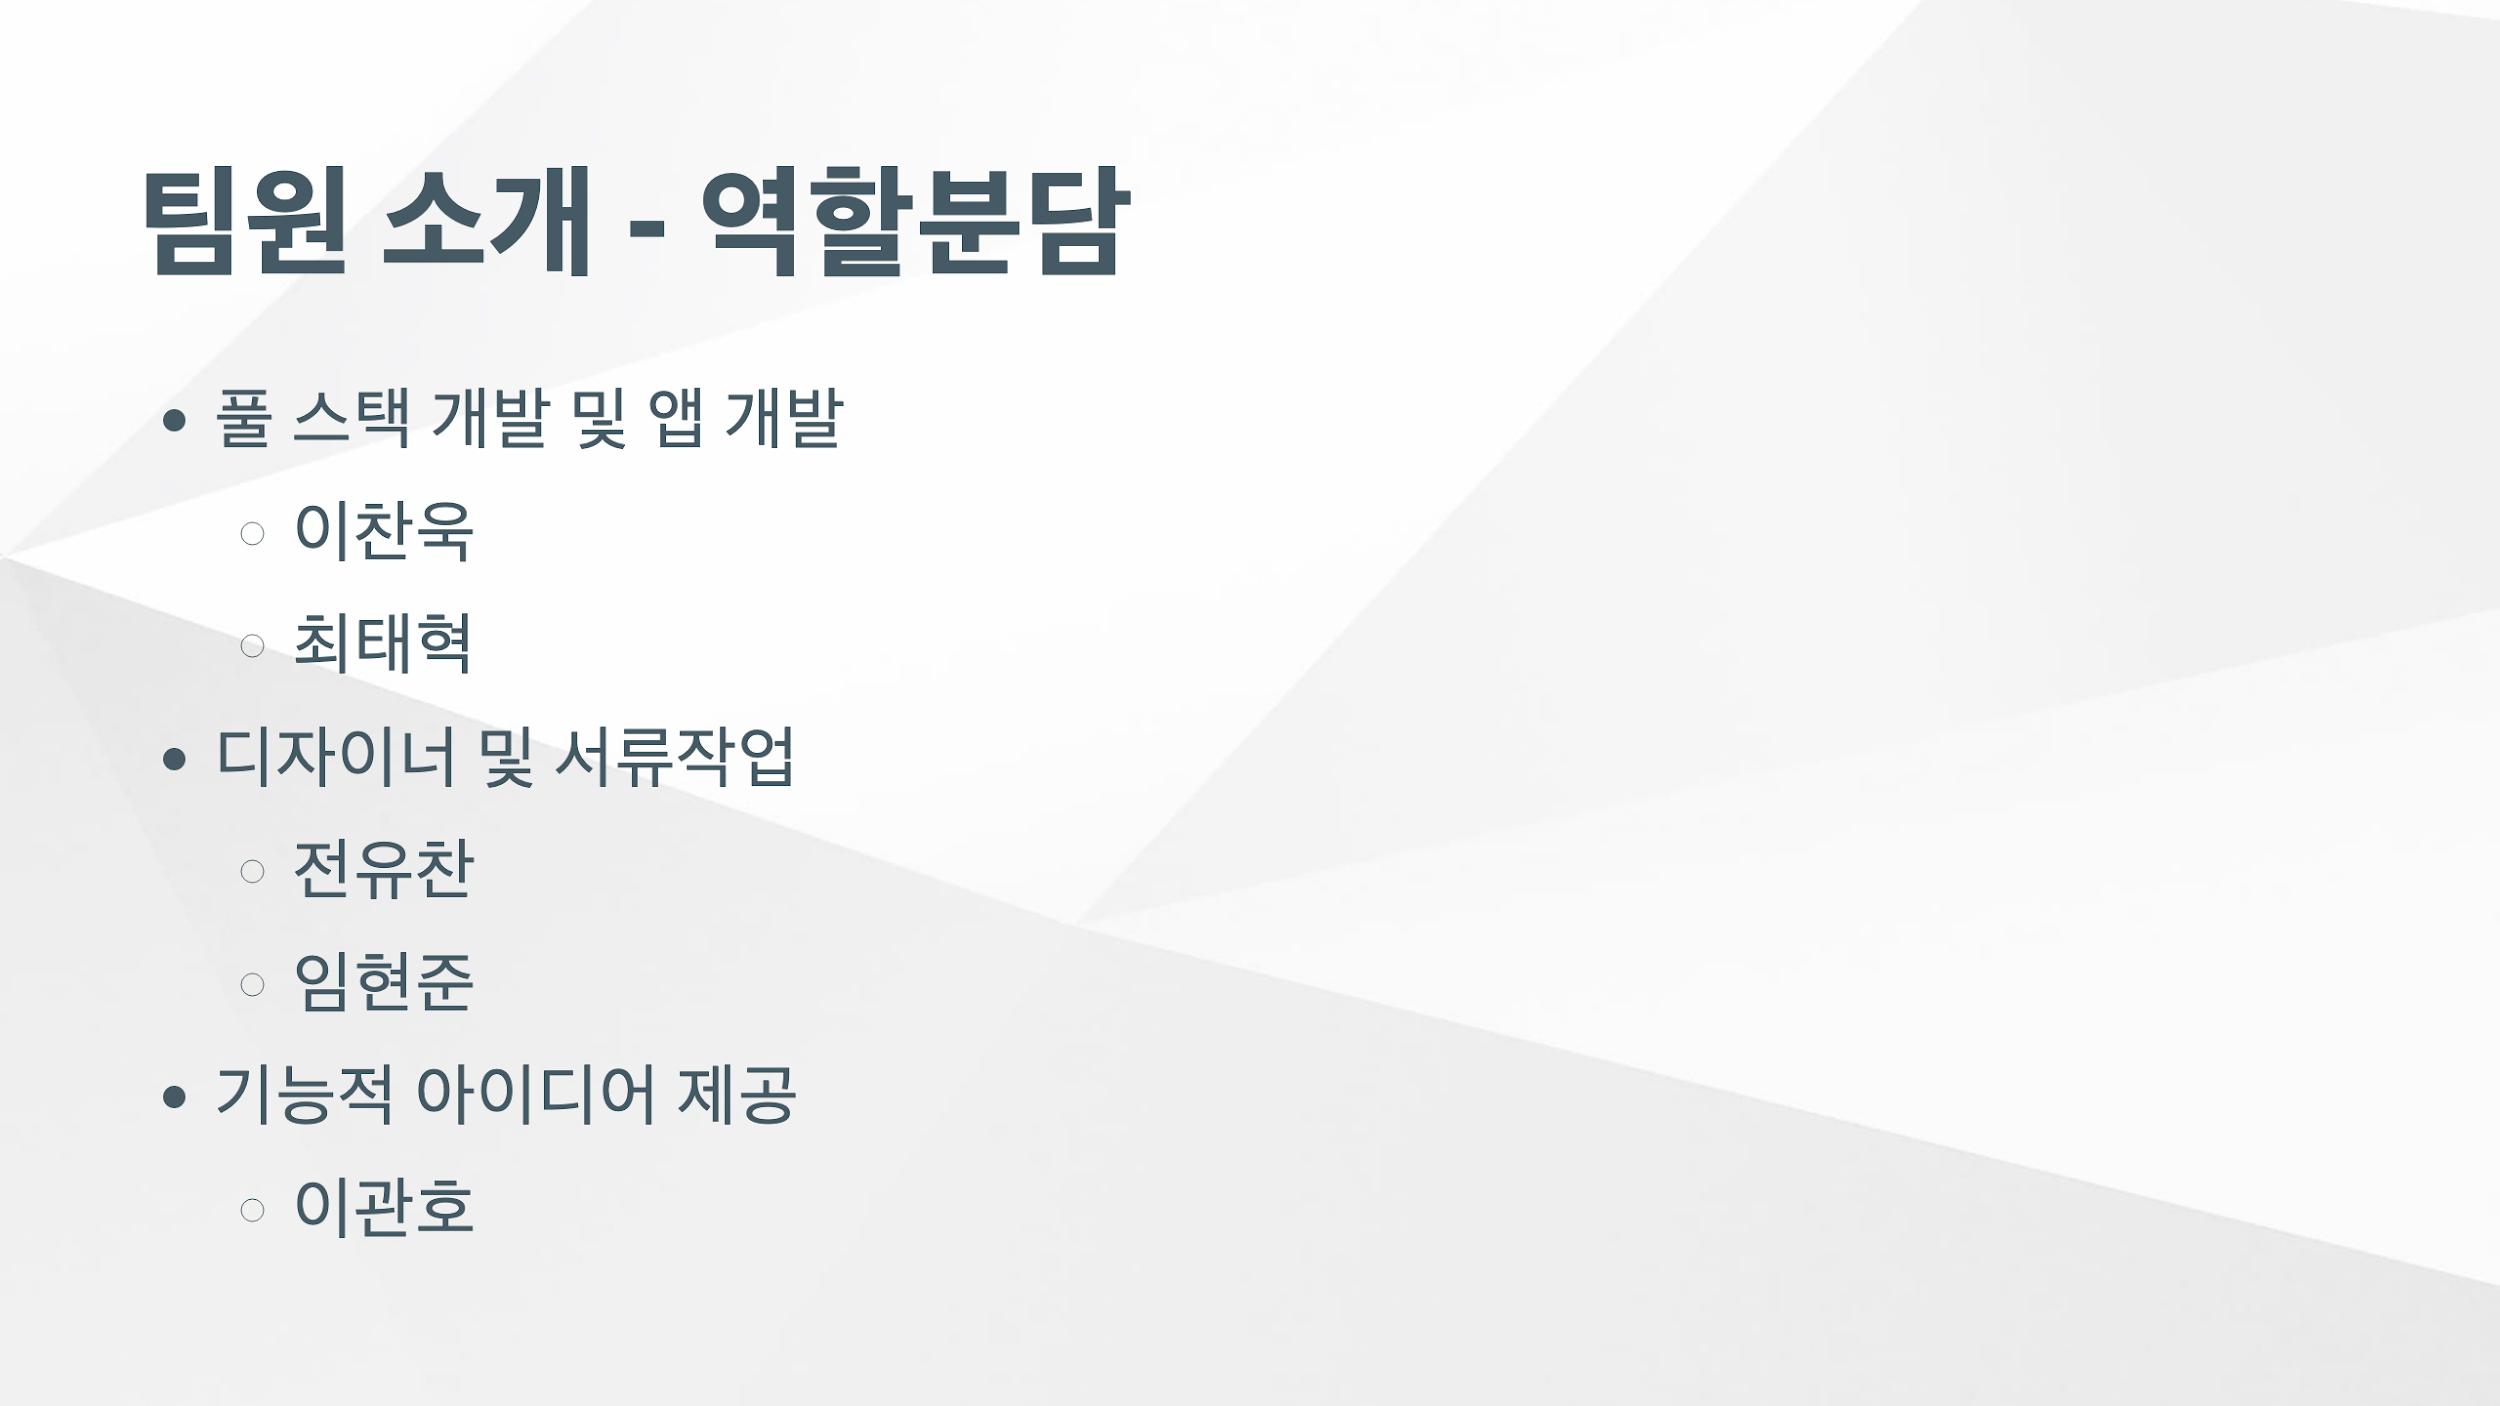 팀원 소개 - 역할분담
● 풀 스택 개발 및 앱 개발
○ 이찬욱
○ 최태혁
● 디자이너 및 서류작업
○ 전유찬
○ 임현준
● 기능적 아이디어 제공
○ 이관호